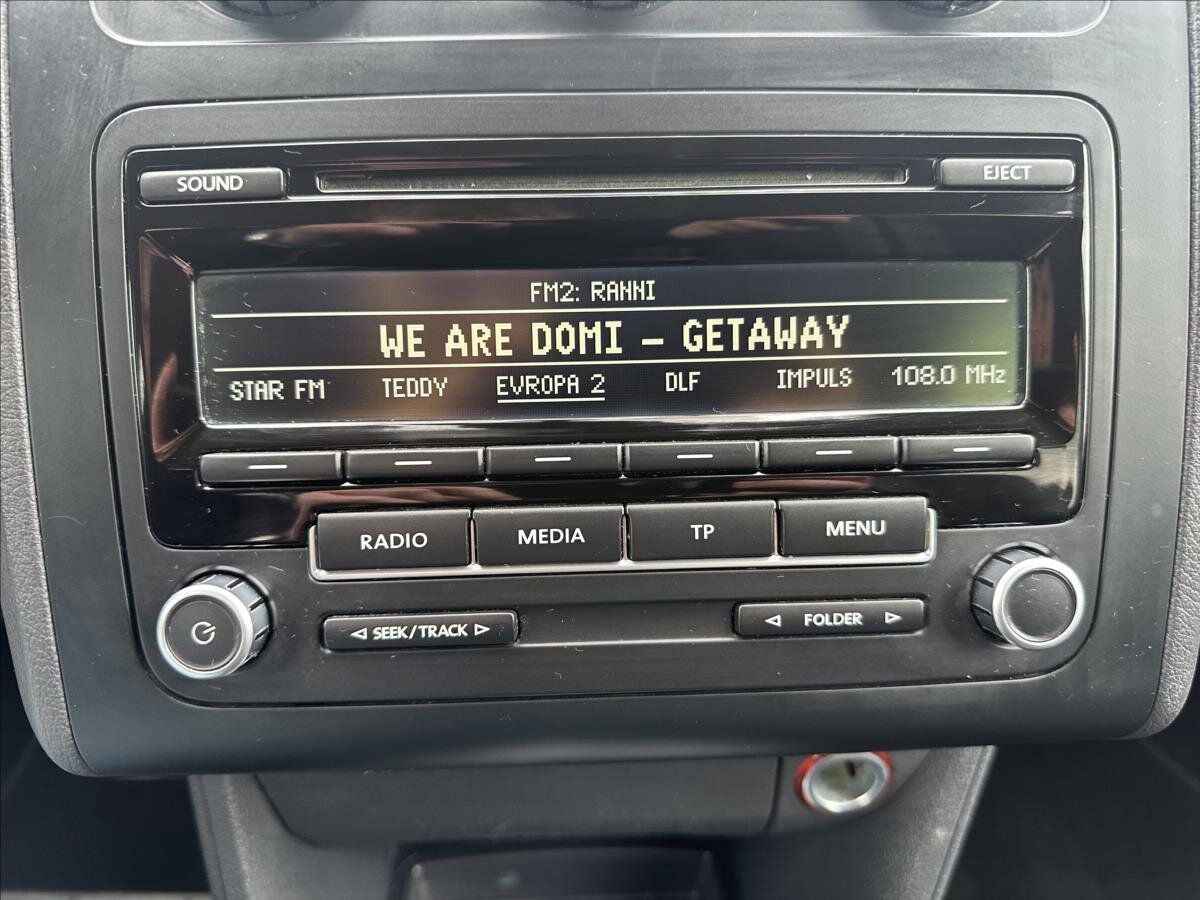 SOUND
EJECT
FM2: RANNI
WE ARE DOMI - GETAWAY
STAR FM TEDDY EVROPA 2 DLF IMPULS 108.0 MHz
RADIO MEDIA TP MENU
SEEK/TRACK FOLDER